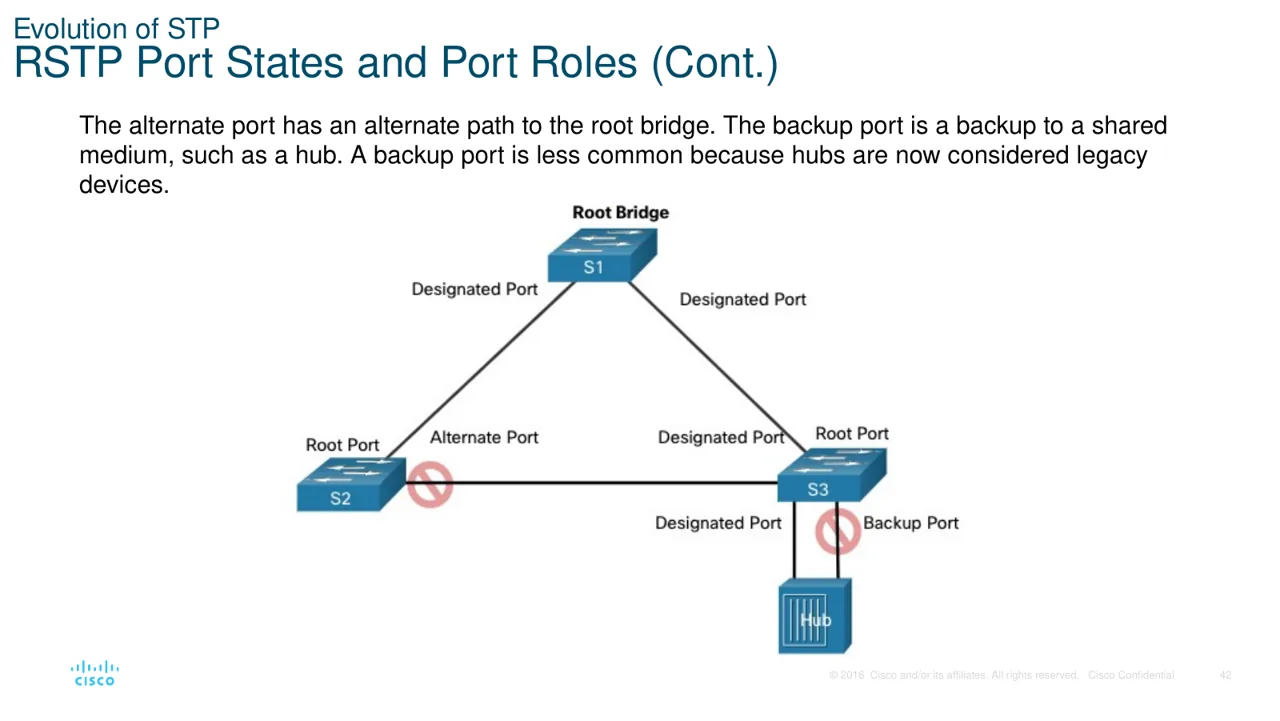 Evolution of STP
RSTP Port States and Port Roles (Cont.)
The alternate port has an alternate path to the root bridge. The backup port is a backup to a shared
medium, such as a hub. A backup port is less common because hubs are now considered legacy
devices.
Root Bridge
S1
Designated Port
Designated Port
Root Port
Alternate Port
Designated Port
Root Port
S2
S3
Designated Port
Backup Port
Hub
CISCO
© 2016 Cisco and/or its affiliates. All rights reserved. Cisco Confidential
42